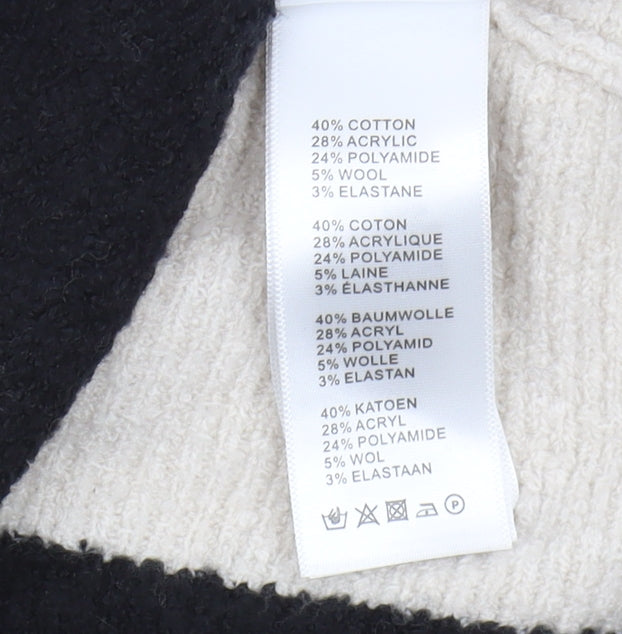 40% COTTON
28% ACRYLIC
24% POLYAMIDE
5% WOOL
3% ELASTANE
40% COTON
28% ACRYLIQUE
24% POLYAMIDE
5% LAINE
3% ÉLASTHANNE
40% BAUMWOLLE
28% ACRYL
24% POLYAMID
5% WOLLE
3% ELASTAN
40% KATOEN
28% ACRYL
24% POLYAMIDE
5% WOL
3% ELASTAAN
P